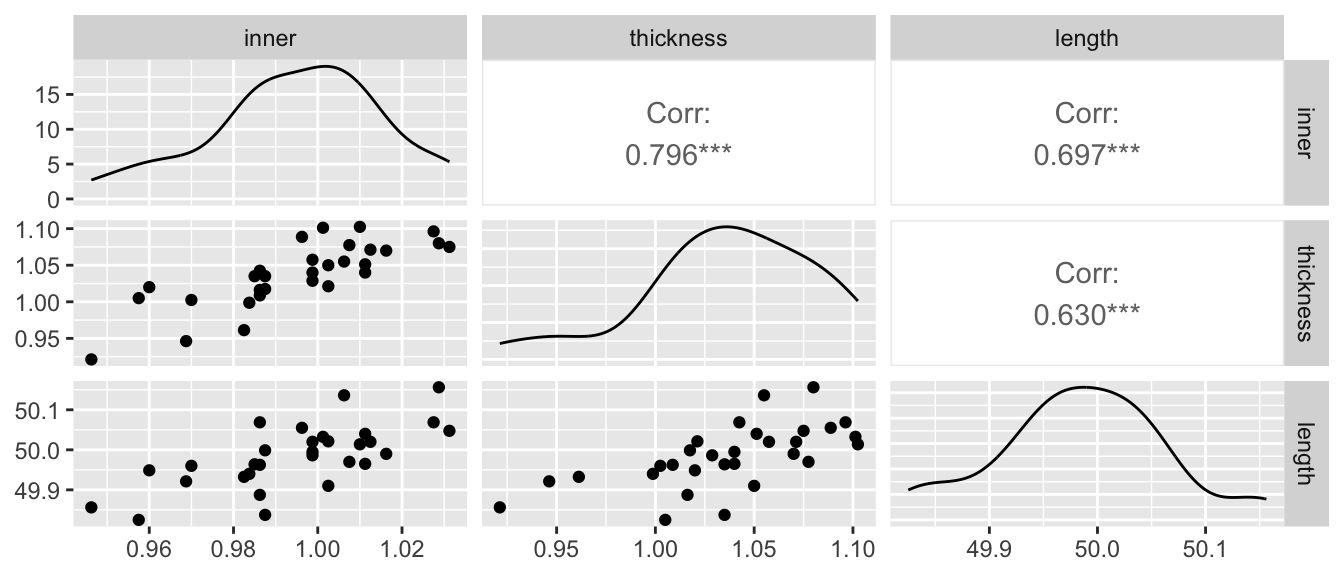 inner thickness length
15
10
5
0
Corr:
0.796***
Corr:
0.697***
inner
1.10
1.05
1.00
0.95
Corr:
0.630***
thickness
50.1
50.0
49.9
length
0.96 0.98 1.00 1.02 0.95 1.00 1.05 1.10 49.9 50.0 50.1